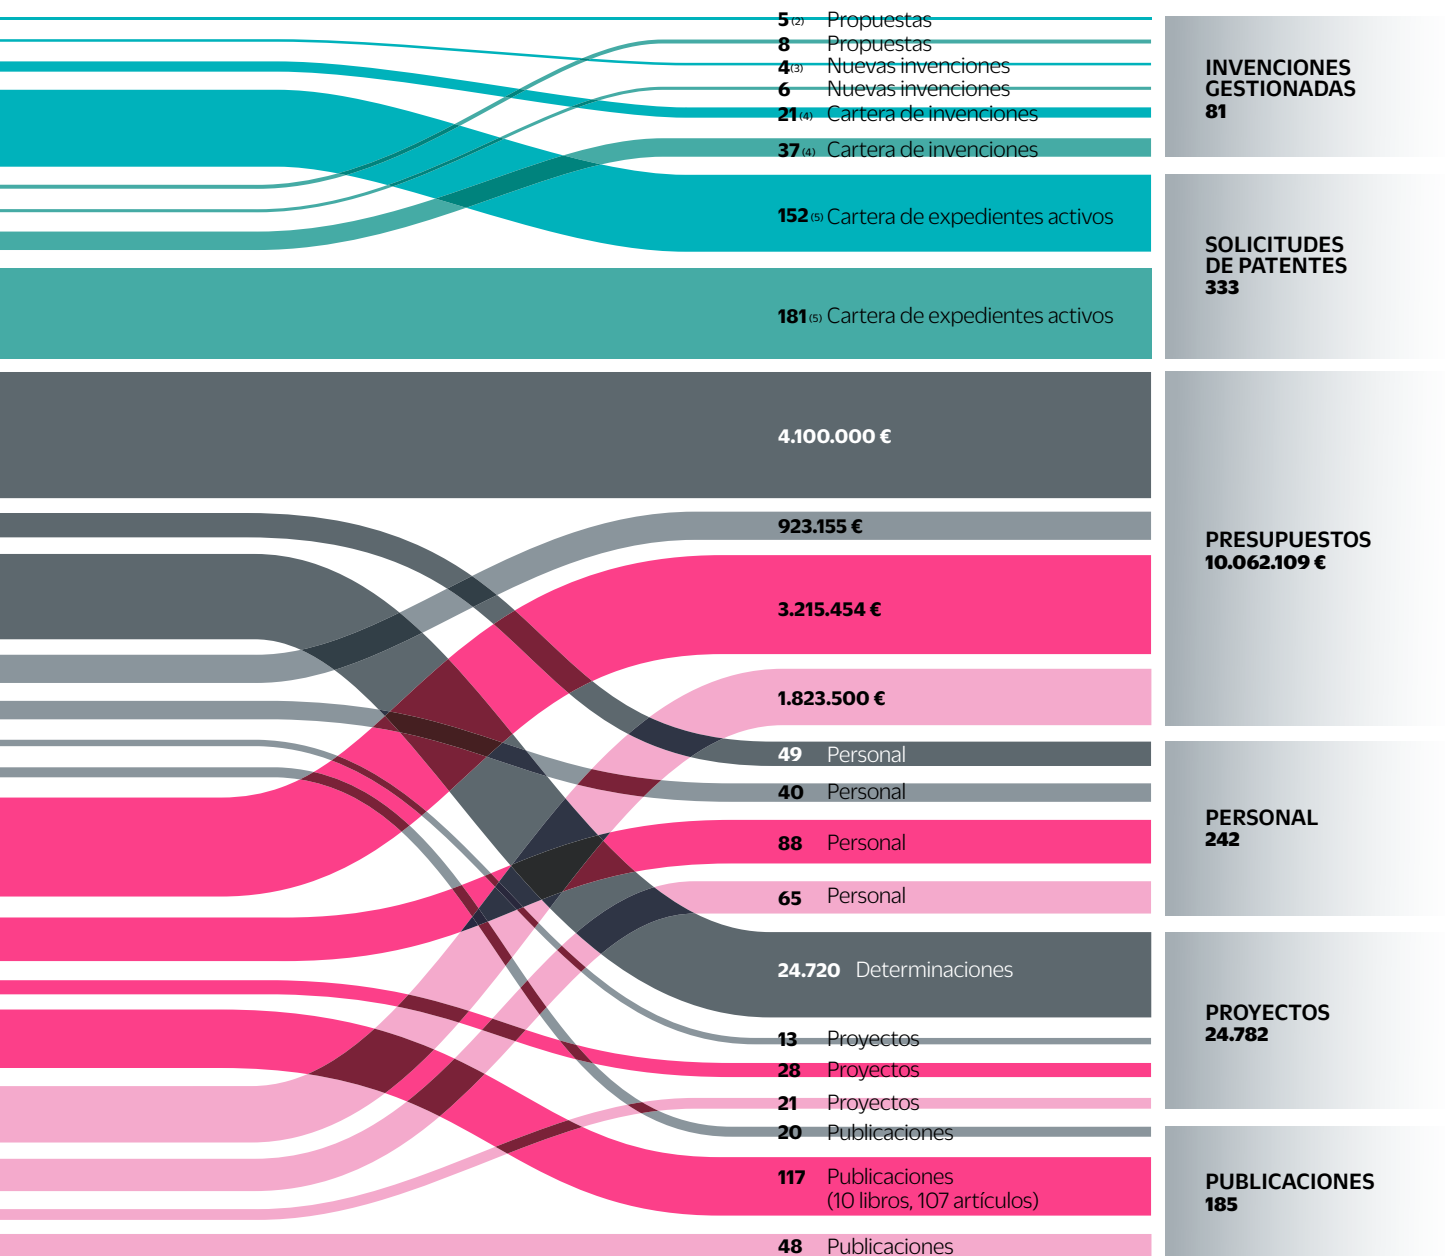 5 (2) Propuestas
8 Propuestas
4(3) Nuevas invenciones
6 Nuevas invenciones
21(4) Cartera de invenciones
37(4) Cartera de invenciones
INVENCIONES
GESTIONADAS
81
152(5) Cartera de expedientes activos
181(5) Cartera de expedientes activos
SOLICITUDES
DE PATENTES
333
4.100.000 €
923.155 €
3.215.454 €
1.823.500 €
PRESUPUESTOS
10.062.109 €
49 Personal
40 Personal
88 Personal
65 Personal
PERSONAL
242
24.720 Determinaciones
13 Proyectos
28 Proyectos
21 Proyectos
PROYECTOS
24.782
20 Publicaciones
117 Publicaciones
(10 libros, 107 artículos)
48 Publicaciones
PUBLICACIONES
185